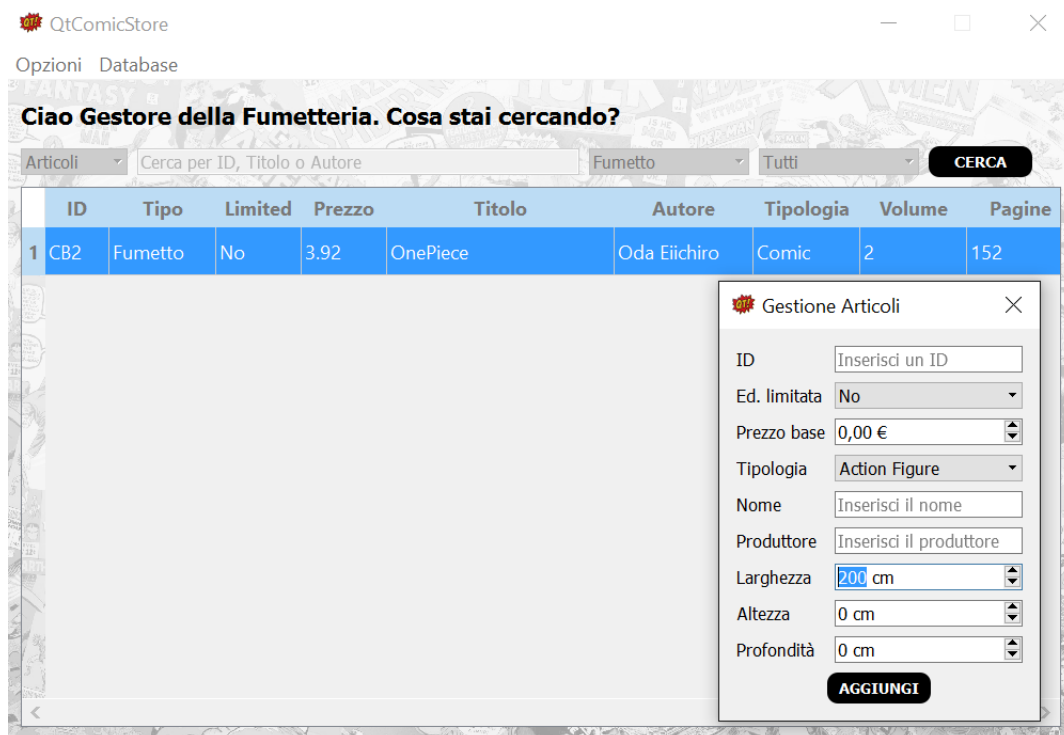 QtComicStore
Opzioni Database
Ciao Gestore della Fumetteria. Cosa stai cercando?
Articoli Cerca per ID, Titolo o Autore Fumetto Tutti CERCA
ID Tipo Limited Prezzo Titolo Autore Tipologia Volume Pagine
1 CB2 Fumetto No 3.92 OnePiece Oda Eiichiro Comic 2 152
Gestione Articoli
ID Inserisci un ID
Ed. limitata No
Prezzo base 0,00 €
Tipologia Action Figure
Nome Inserisci il nome
Produttore Inserisci il produttore
Larghezza 200 cm
Altezza 0 cm
Profondità 0 cm
AGGIUNGI